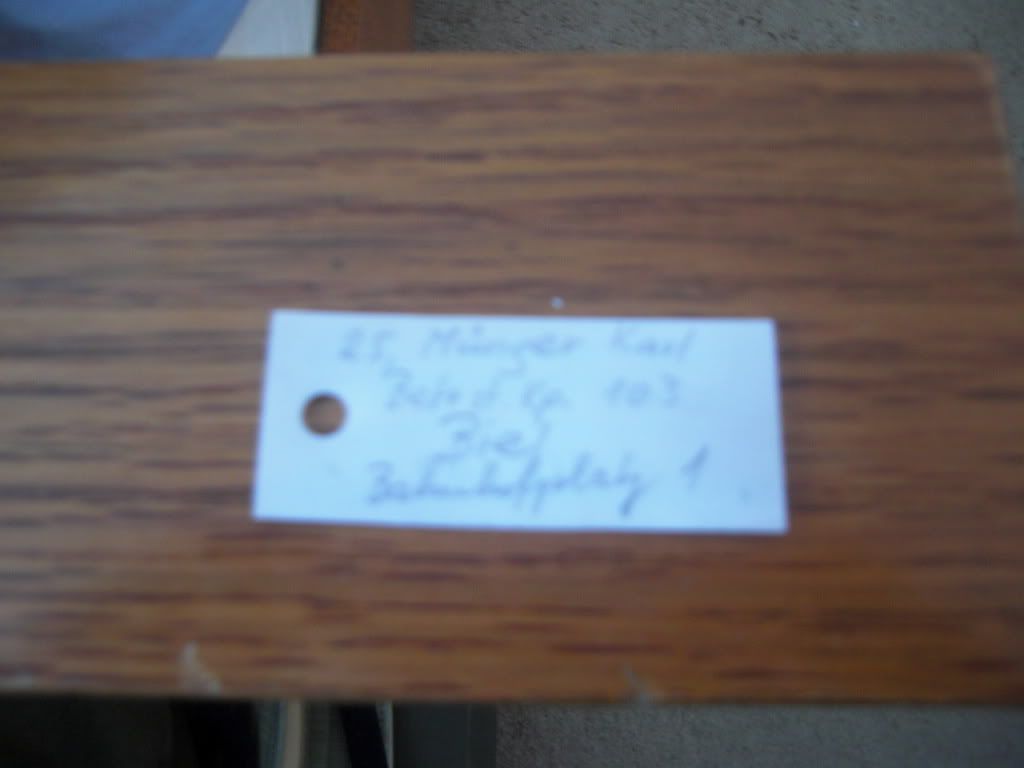 25, Münger Karl
Kp. 103
Biel
Bahnhofplatz 1